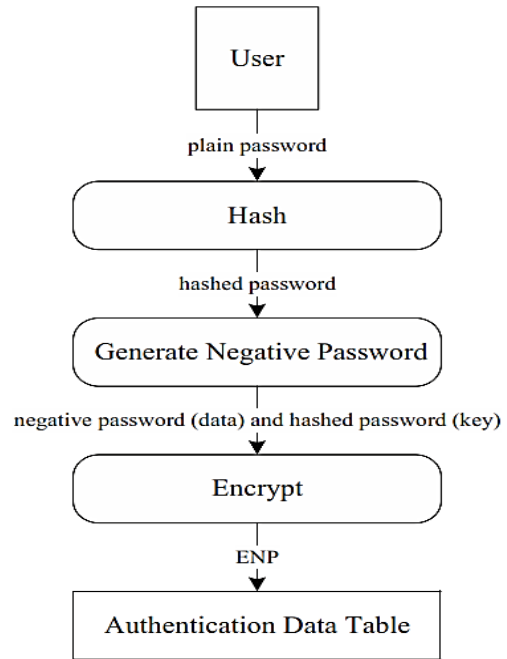 User
plain password
Hash
hashed password
Generate Negative Password
negative password (data) and hashed password (key)
Encrypt
ENP
Authentication Data Table